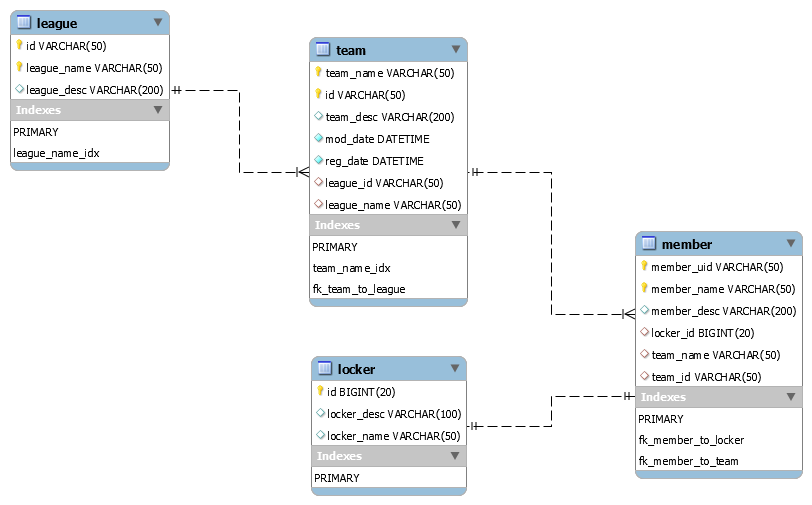 league
id VARCHAR(50)
league_name VARCHAR(50)
league_desc VARCHAR(200)
Indexes
PRIMARY
league_name_idx
team
team_name VARCHAR(50)
id VARCHAR(50)
team_desc VARCHAR(200)
mod_date DATETIME
reg_date DATETIME
league_id VARCHAR(50)
league_name VARCHAR(50)
Indexes
PRIMARY
team_name_idx
fk_team_to_league
member
member_uid VARCHAR(50)
member_name VARCHAR(50)
member_desc VARCHAR(200)
locker_id BIGINT(20)
team_name VARCHAR(50)
team_id VARCHAR(50)
Indexes
PRIMARY
fk_member_to_locker
fk_member_to_team
locker
id BIGINT(20)
locker_desc VARCHAR(100)
locker_name VARCHAR(50)
Indexes
PRIMARY